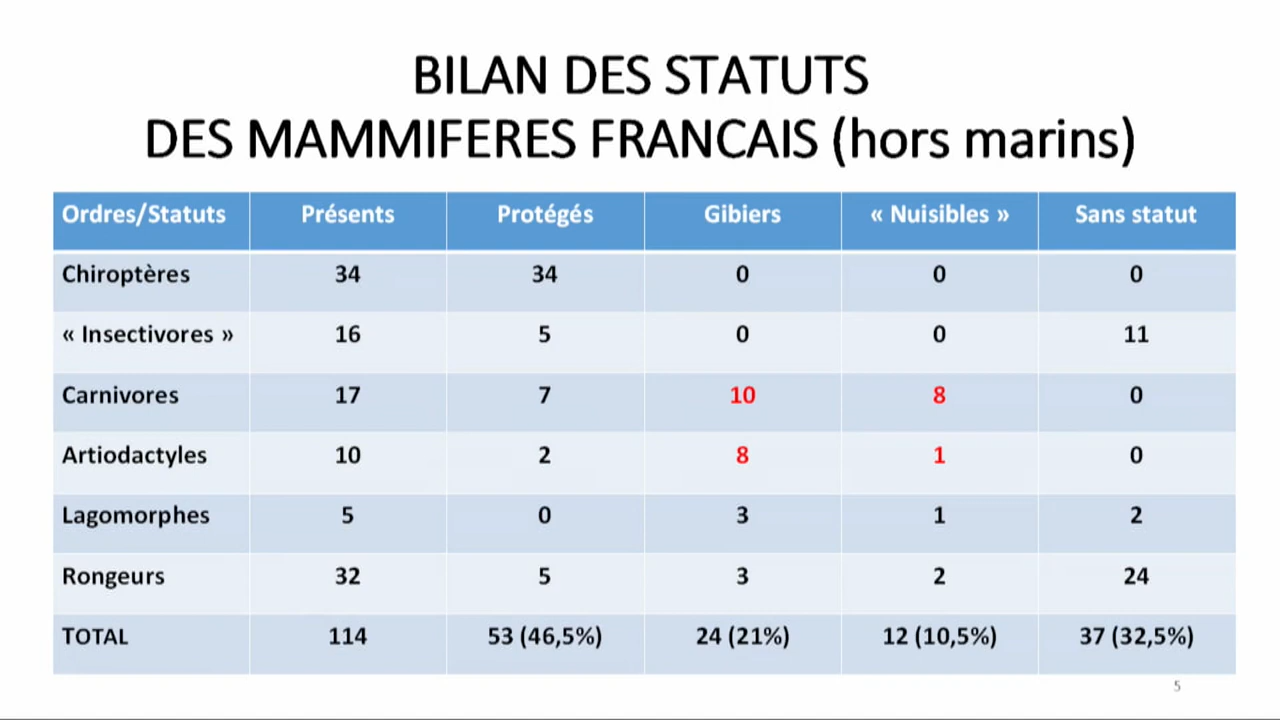 BILAN DES STATUTS
DES MAMMIFERES FRANCAIS (hors marins)
Ordres/Statuts Présents Protégés Gibiers « Nuisibles » Sans statut
Chiroptères 34 34 0 0 0
« Insectivores » 16 5 0 0 11
Carnivores 17 7 10 8 0
Artiodactyles 10 2 8 1 0
Lagomorphes 5 0 3 1 2
Rongeurs 32 5 3 2 24
TOTAL 114 53 (46,5%) 24 (21%) 12 (10,5%) 37 (32,5%)
5